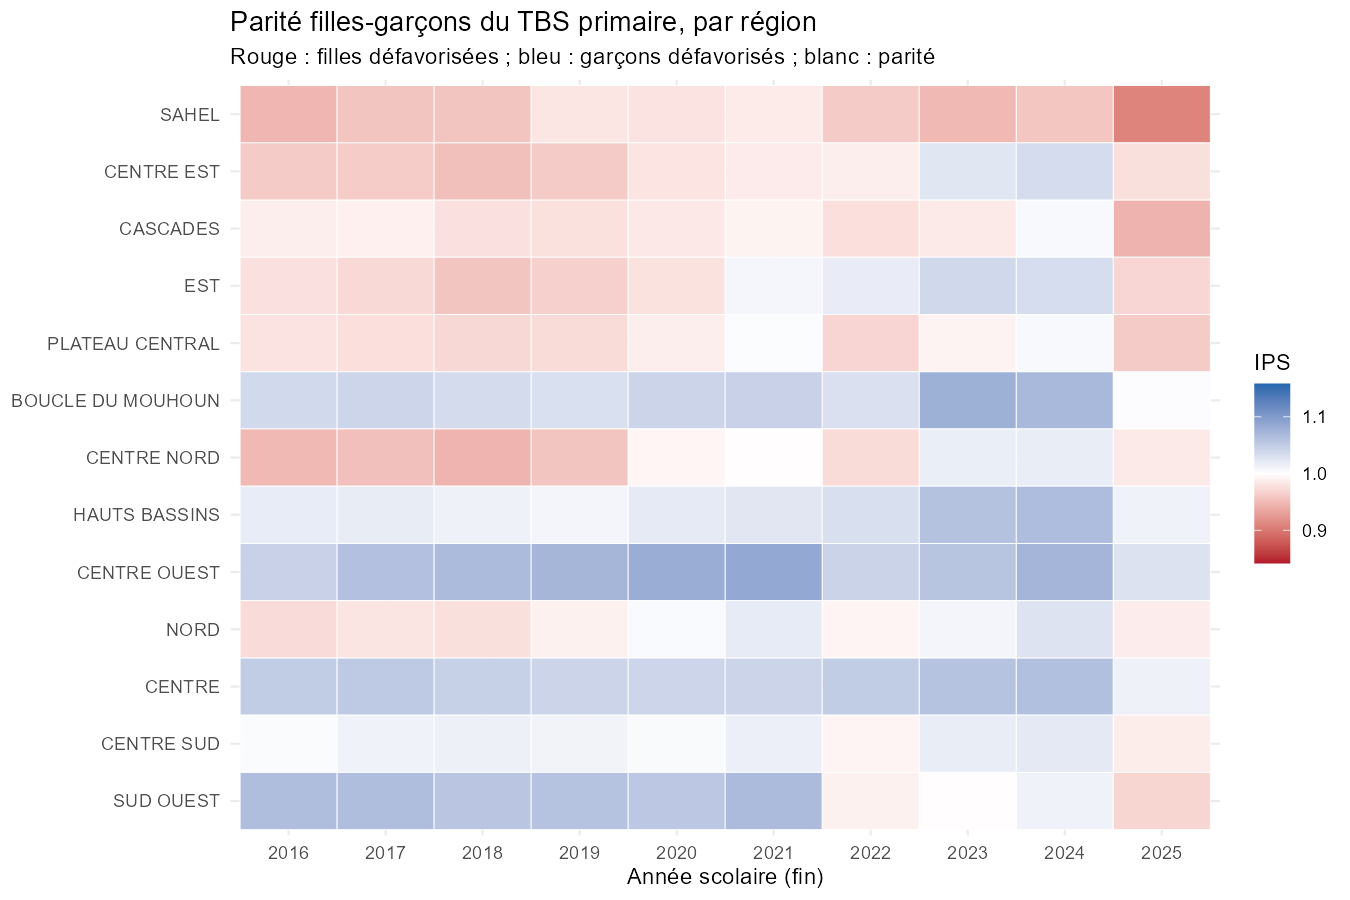 Parité filles-garçons du TBS primaire, par région
Rouge : filles défavorisées ; bleu : garçons défavorisés ; blanc : parité
SAHEL
CENTRE EST
CASCADES
EST
PLATEAU CENTRAL
BOUCLE DU MOUHOUN
CENTRE NORD
HAUTS BASSINS
CENTRE OUEST
NORD
CENTRE
CENTRE SUD
SUD OUEST
2016 2017 2018 2019 2020 2021 2022 2023 2024 2025
Année scolaire (fin)
IPS
1.1
1.0
0.9